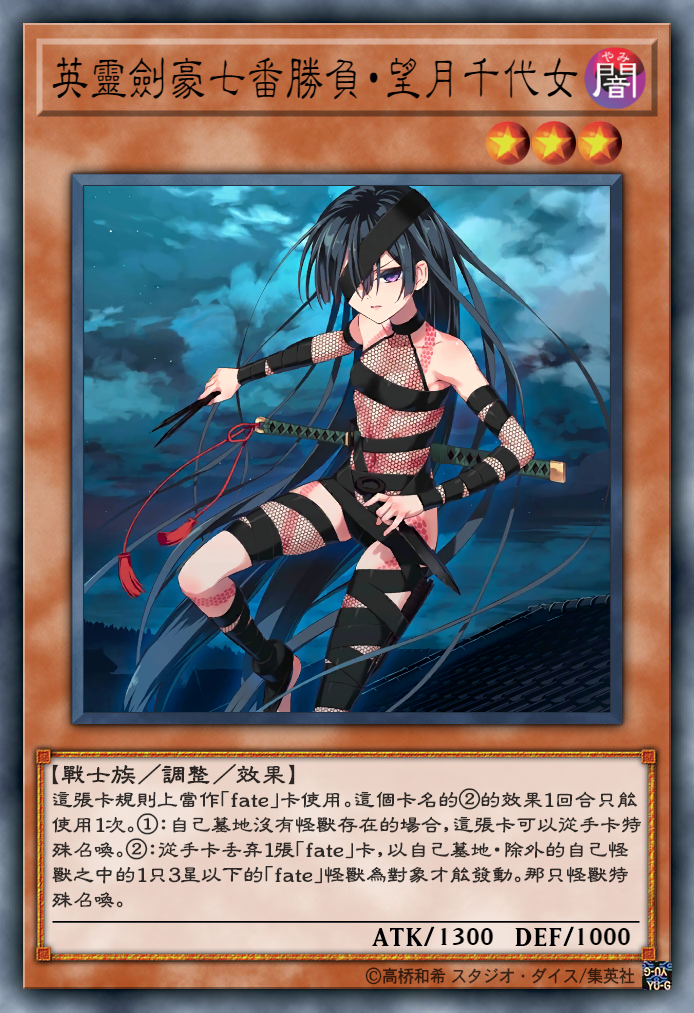 英靈劍豪七番勝負·望月千代女
やみ
闇
【戰士族／調整／效果】
這張卡規則上當作「fate」卡使用。這個卡名的②的效果1回合只能
使用1次。①:自己墓地沒有怪獸存在的場合,這張卡可以從手卡特
殊召喚。②:從手卡丟弃1張「fate」卡,以自己墓地·除外的自己怪
獸之中的1只3星以下的「fate」怪獸為對象才能發動。那只怪獸特
殊召喚。
ATK/1300 DEF/1000
©高桥和希 スタジオ・ダイス/集英社
YU-G
YU-G